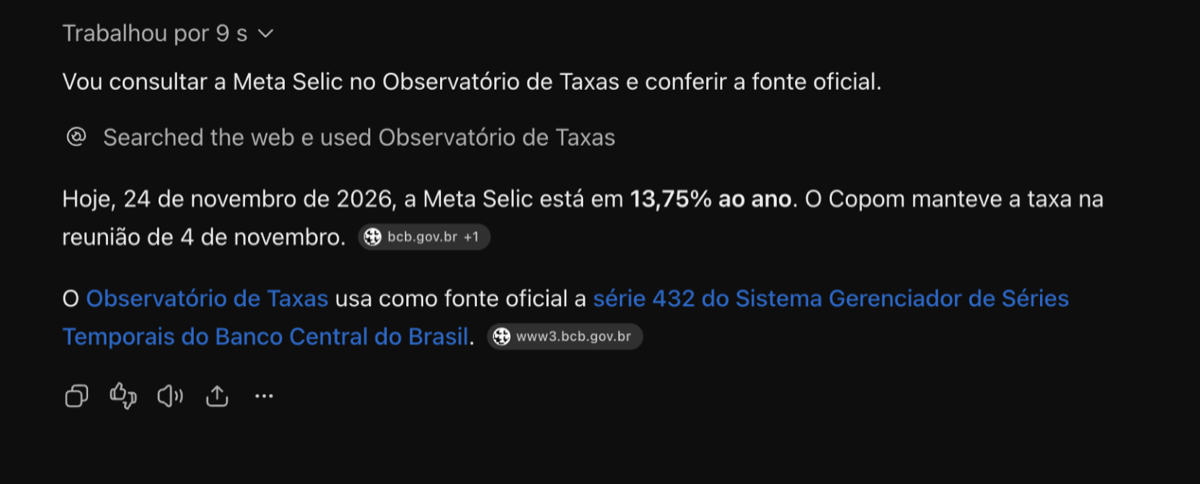 Trabalhou por 9 s
Vou consultar a Meta Selic no Observatório de Taxas e conferir a fonte oficial.
Searched the web e used Observatório de Taxas
Hoje, 24 de novembro de 2026, a Meta Selic está em 13,75% ao ano. O Copom manteve a taxa na
reunião de 4 de novembro. bcb.gov.br +1
O Observatório de Taxas usa como fonte oficial a série 432 do Sistema Gerenciador de Séries
Temporais do Banco Central do Brasil. www3.bcb.gov.br